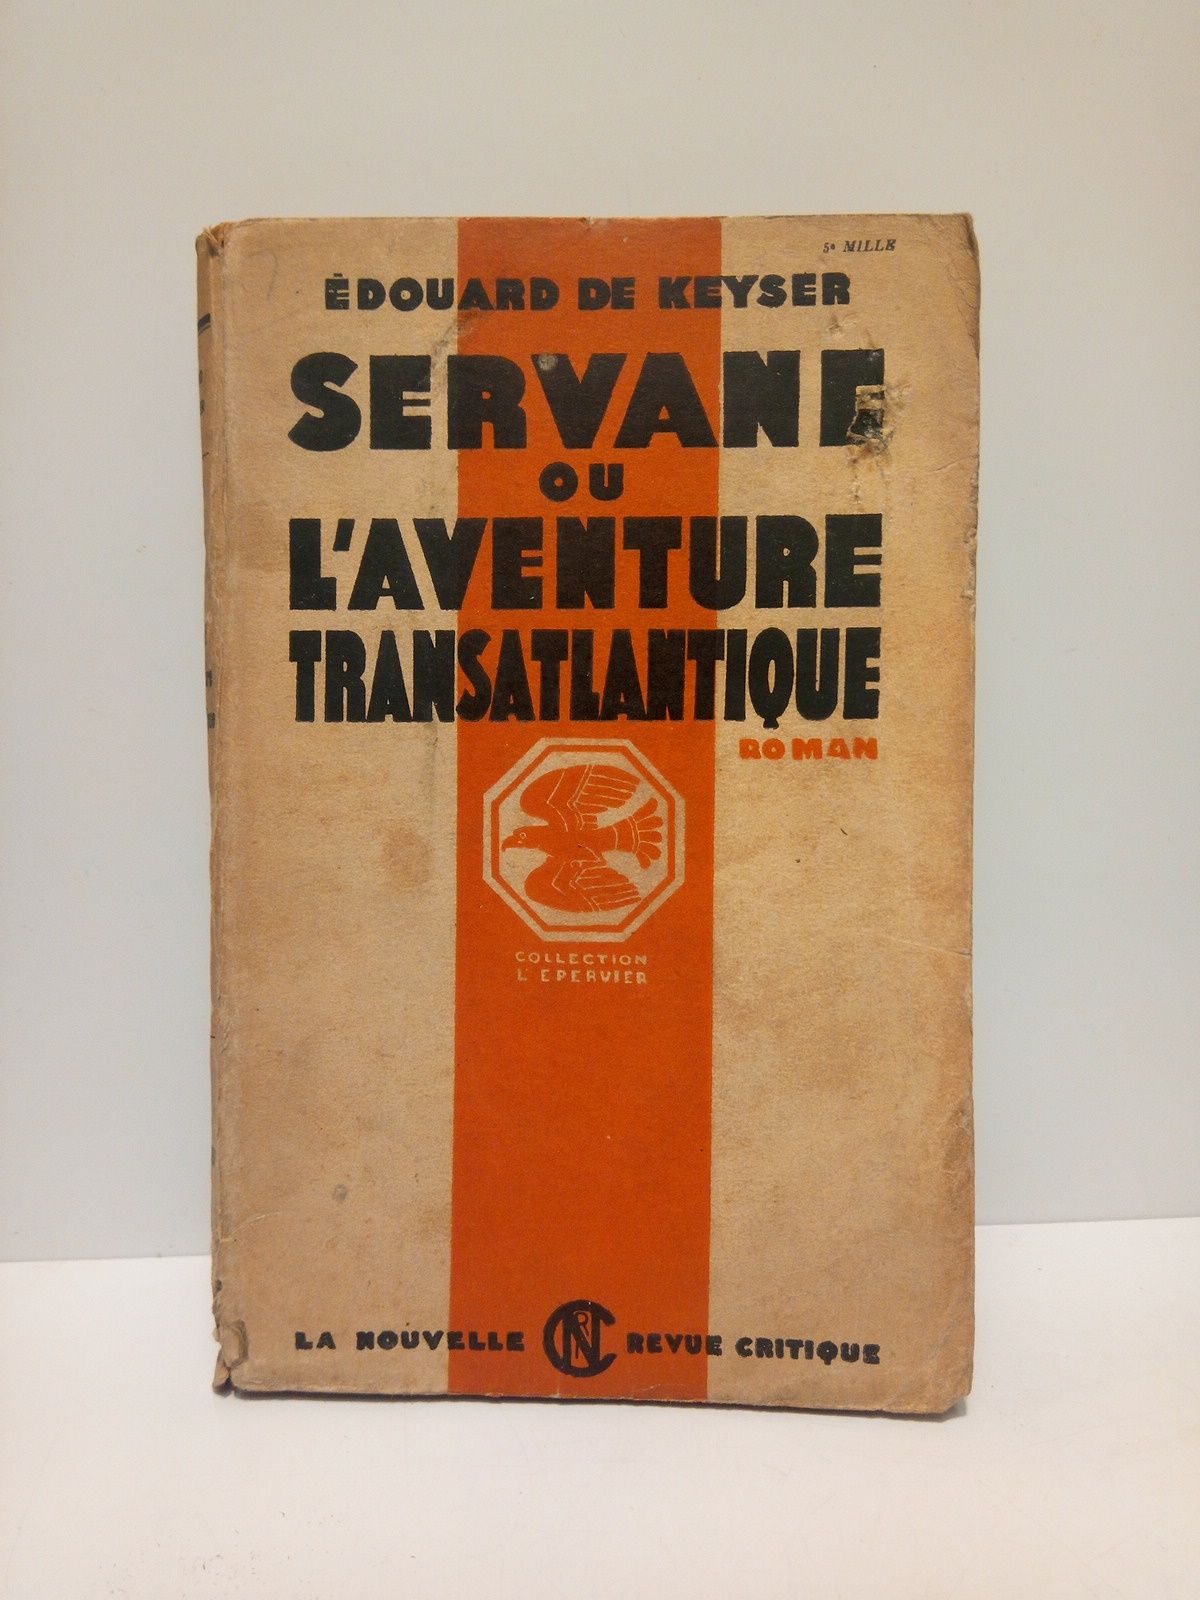 5e MILLE
ÉDOUARD DE KEYSER
SERVANE
OU
L'AVENTURE
TRANSATLANTIQUE
ROMAN
COLLECTION
L'EPERVIER
LA NOUVELLE NRC REVUE CRITIQUE